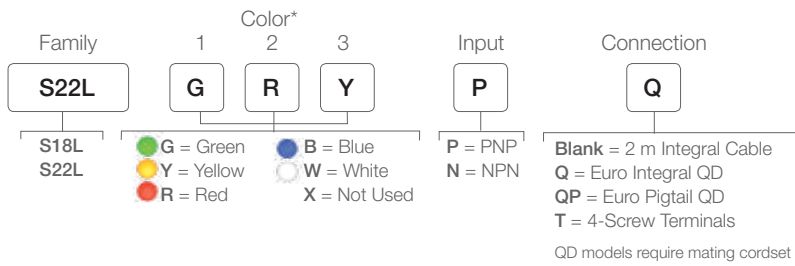 Color*
Family 1 2 3 Input Connection
S22L G R Y P Q
S18L
S22L
G = Green
Y = Yellow
R = Red
B = Blue
W = White
X = Not Used
P = PNP
N = NPN
Blank = 2 m Integral Cable
Q = Euro Integral QD
QP = Euro Pigtail QD
T = 4-Screw Terminals
QD models require mating cordset